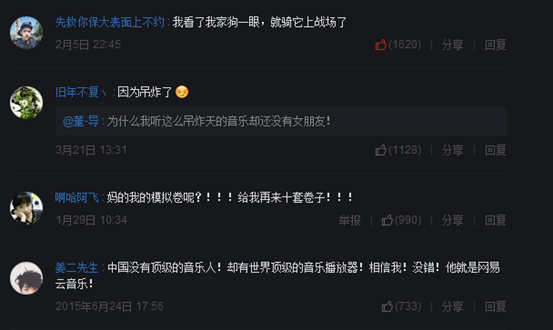 先救你保大表面上不约：我看了我家狗一眼，就骑它上战场了
2月5日 22:45 (1620) | 分享 | 回复
旧年不夏丶：因为吊炸了
@董-导：为什么我听这么吊炸天的音乐却还没有女朋友！
3月21日 13:31 (1128) | 分享 | 回复
啊哈阿飞：妈的我的模拟卷呢？！！！给我再来十套卷子！！！
1月29日 10:34 举报 | (990) | 分享 | 回复
姜二先生：中国没有顶级的音乐人！却有世界顶级的音乐播放器！相信我！没错！他就是网易
云音乐！
2015年6月24日 17:56 (733) | 分享 | 回复